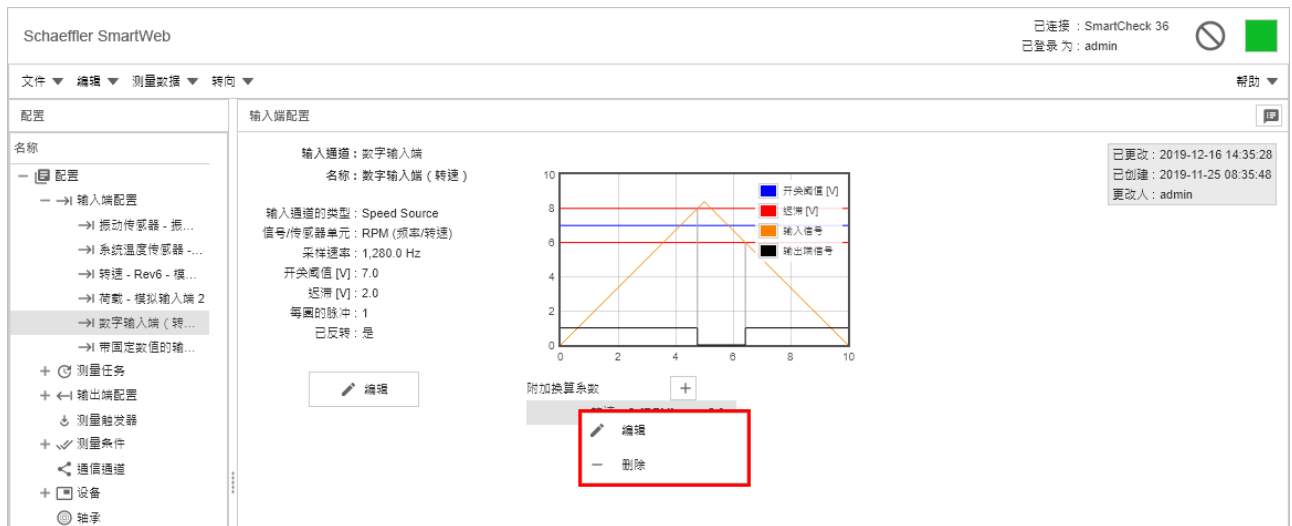 Schaeffler SmartWeb
已连接 : SmartCheck 36
已登录 为 : admin
文件 编辑 测量数据 转向 帮助
配置
输入端配置
名称
配置
输入端配置
振动传感器 - 振...
系统温度传感器 -...
转速 - Rev6 - 模...
荷载 - 模拟输入端 2
数字输入端 ( 转...
带固定数值的输...
测量任务
输出端配置
测量触发器
测量条件
通信通道
设备
轴承
输入通道 : 数字输入端
名称 : 数字输入端 ( 转速 )
输入通道的类型 : Speed Source
信号/传感器单元 : RPM (频率/转速)
采样速率 : 1,280.0 Hz
开关阈值 [V] : 7.0
迟滞 [V] : 2.0
每圈的脉冲 : 1
已反转 : 是
编辑
10
8
6
4
2
0
0 2 4 6 8 10
开关阈值 [V]
迟滞 [V]
输入信号
输出端信号
附加换算系数
编辑
删除
已更改 : 2019-12-16 14:35:28
已创建 : 2019-11-25 08:35:48
更改人 : admin